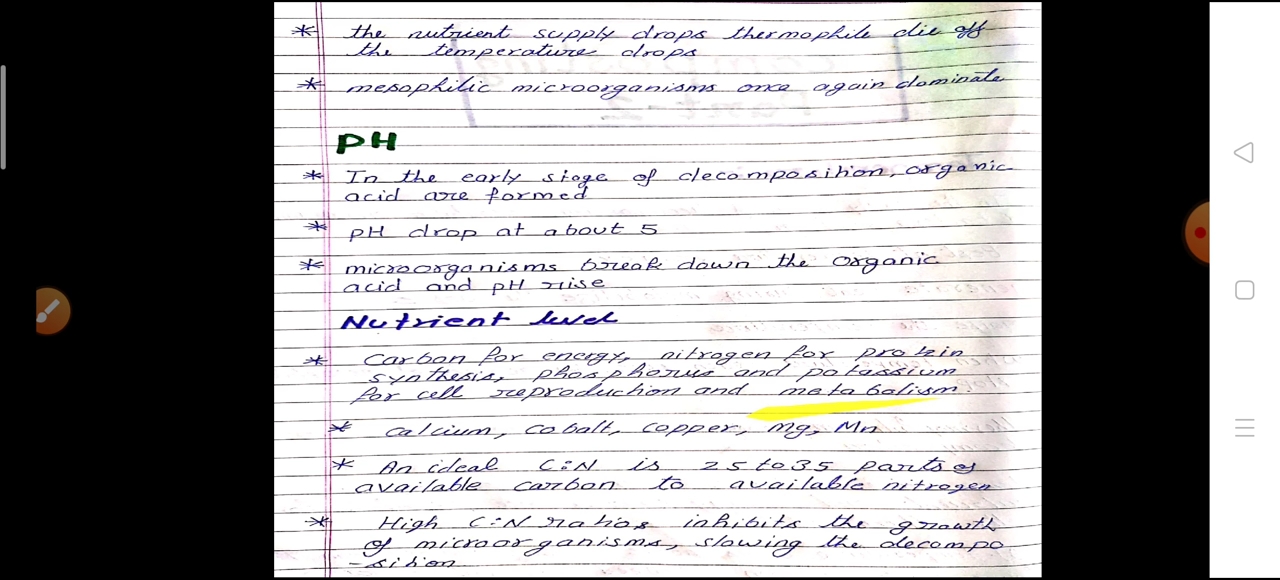 * the nutrient supply drops thermophile die off
the temperature drops
* mesophilic microorganisms once again dominate
PH
* In the early stage of decomposition, organic
acid are formed
* pH drop at about 5
* microorganisms break down the organic
acid and pH rise
Nutrient level
* Carbon for energy, nitrogen for protein
synthesis, phosphorus and potassium
for cell reproduction and metabolism.
* Calcium, cobalt, copper, Mg, Mn
* An ideal C:N is 25 to 35 parts of
available carbon to available nitrogen
* High C:N ratios inhibits the growth
of microorganisms, slowing the decompo
-sition